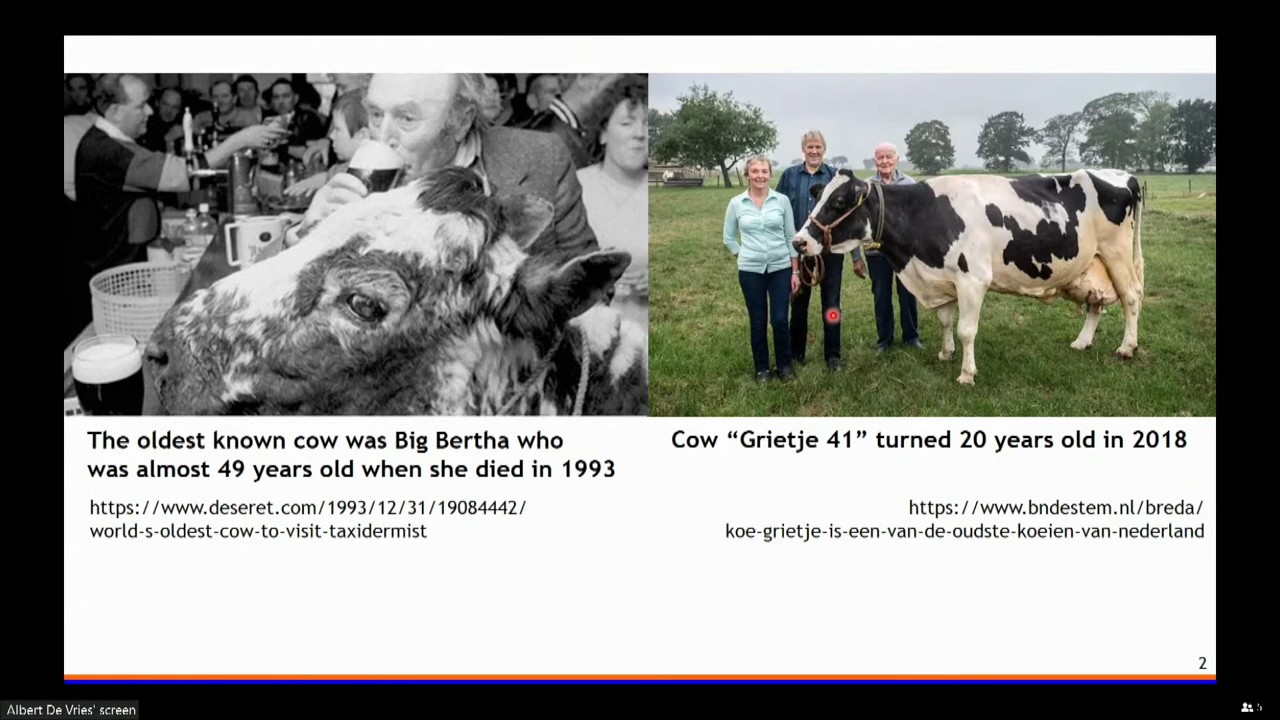 The oldest known cow was Big Bertha who
was almost 49 years old when she died in 1993
https://www.deseret.com/1993/12/31/19084442/
world-s-oldest-cow-to-visit-taxidermist
Cow “Grietje 41” turned 20 years old in 2018
https://www.bndestem.nl/breda/
koe-grietje-is-een-van-de-oudste-koeien-van-nederland
2
Albert De Vries' screen